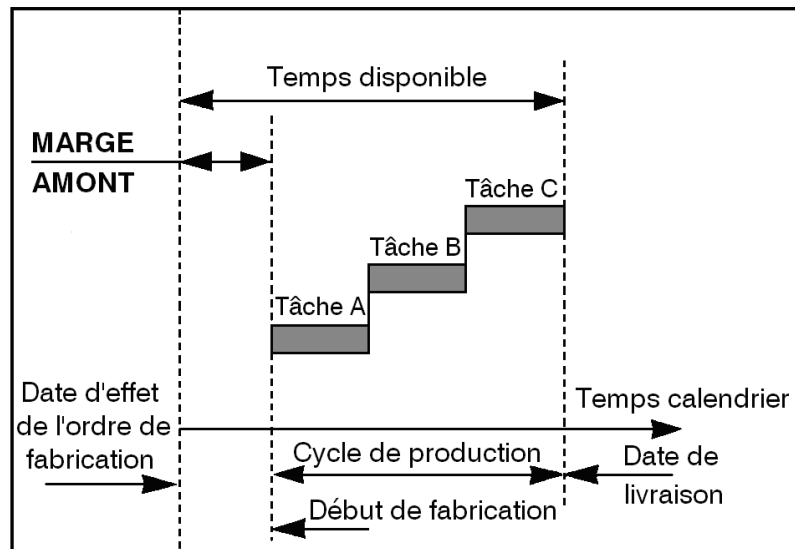 Temps disponible
MARGE
AMONT
Tâche C
Tâche B
Tâche A
Date d'effet
de l'ordre de
fabrication
Temps calendrier
Cycle de production
Date de
livraison
Début de fabrication